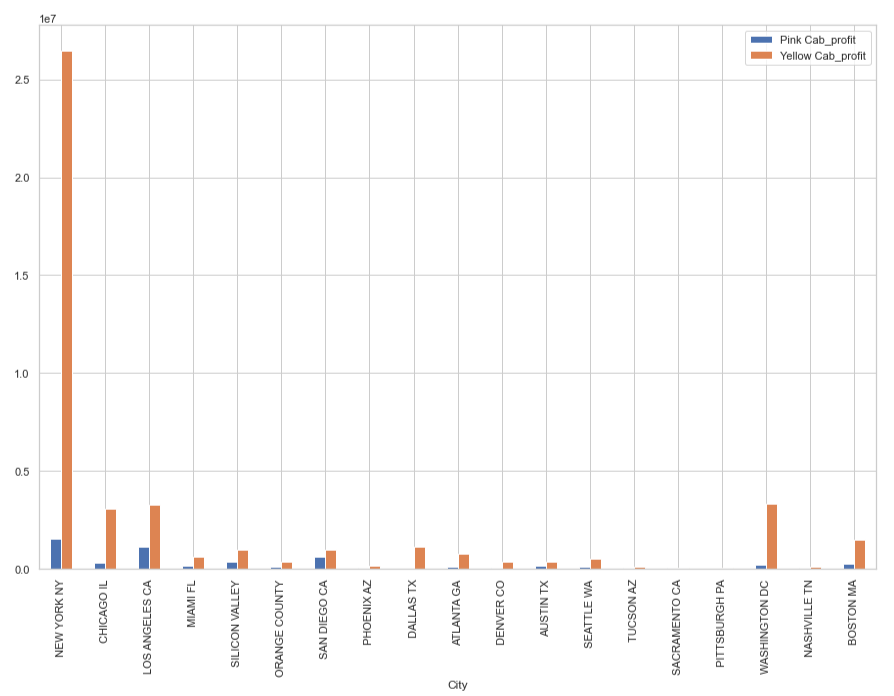 1e7
Pink Cab_profit
Yellow Cab_profit
2.5
2.0
1.5
1.0
0.5
0.0
NEW YORK NY
CHICAGO IL
LOS ANGELES CA
MIAMI FL
SILICON VALLEY
ORANGE COUNTY
SAN DIEGO CA
PHOENIX AZ
DALLAS TX
ATLANTA GA
DENVER CO
AUSTIN TX
SEATTLE WA
TUCSON AZ
SACRAMENTO CA
PITTSBURGH PA
WASHINGTON DC
NASHVILLE TN
BOSTON MA
City